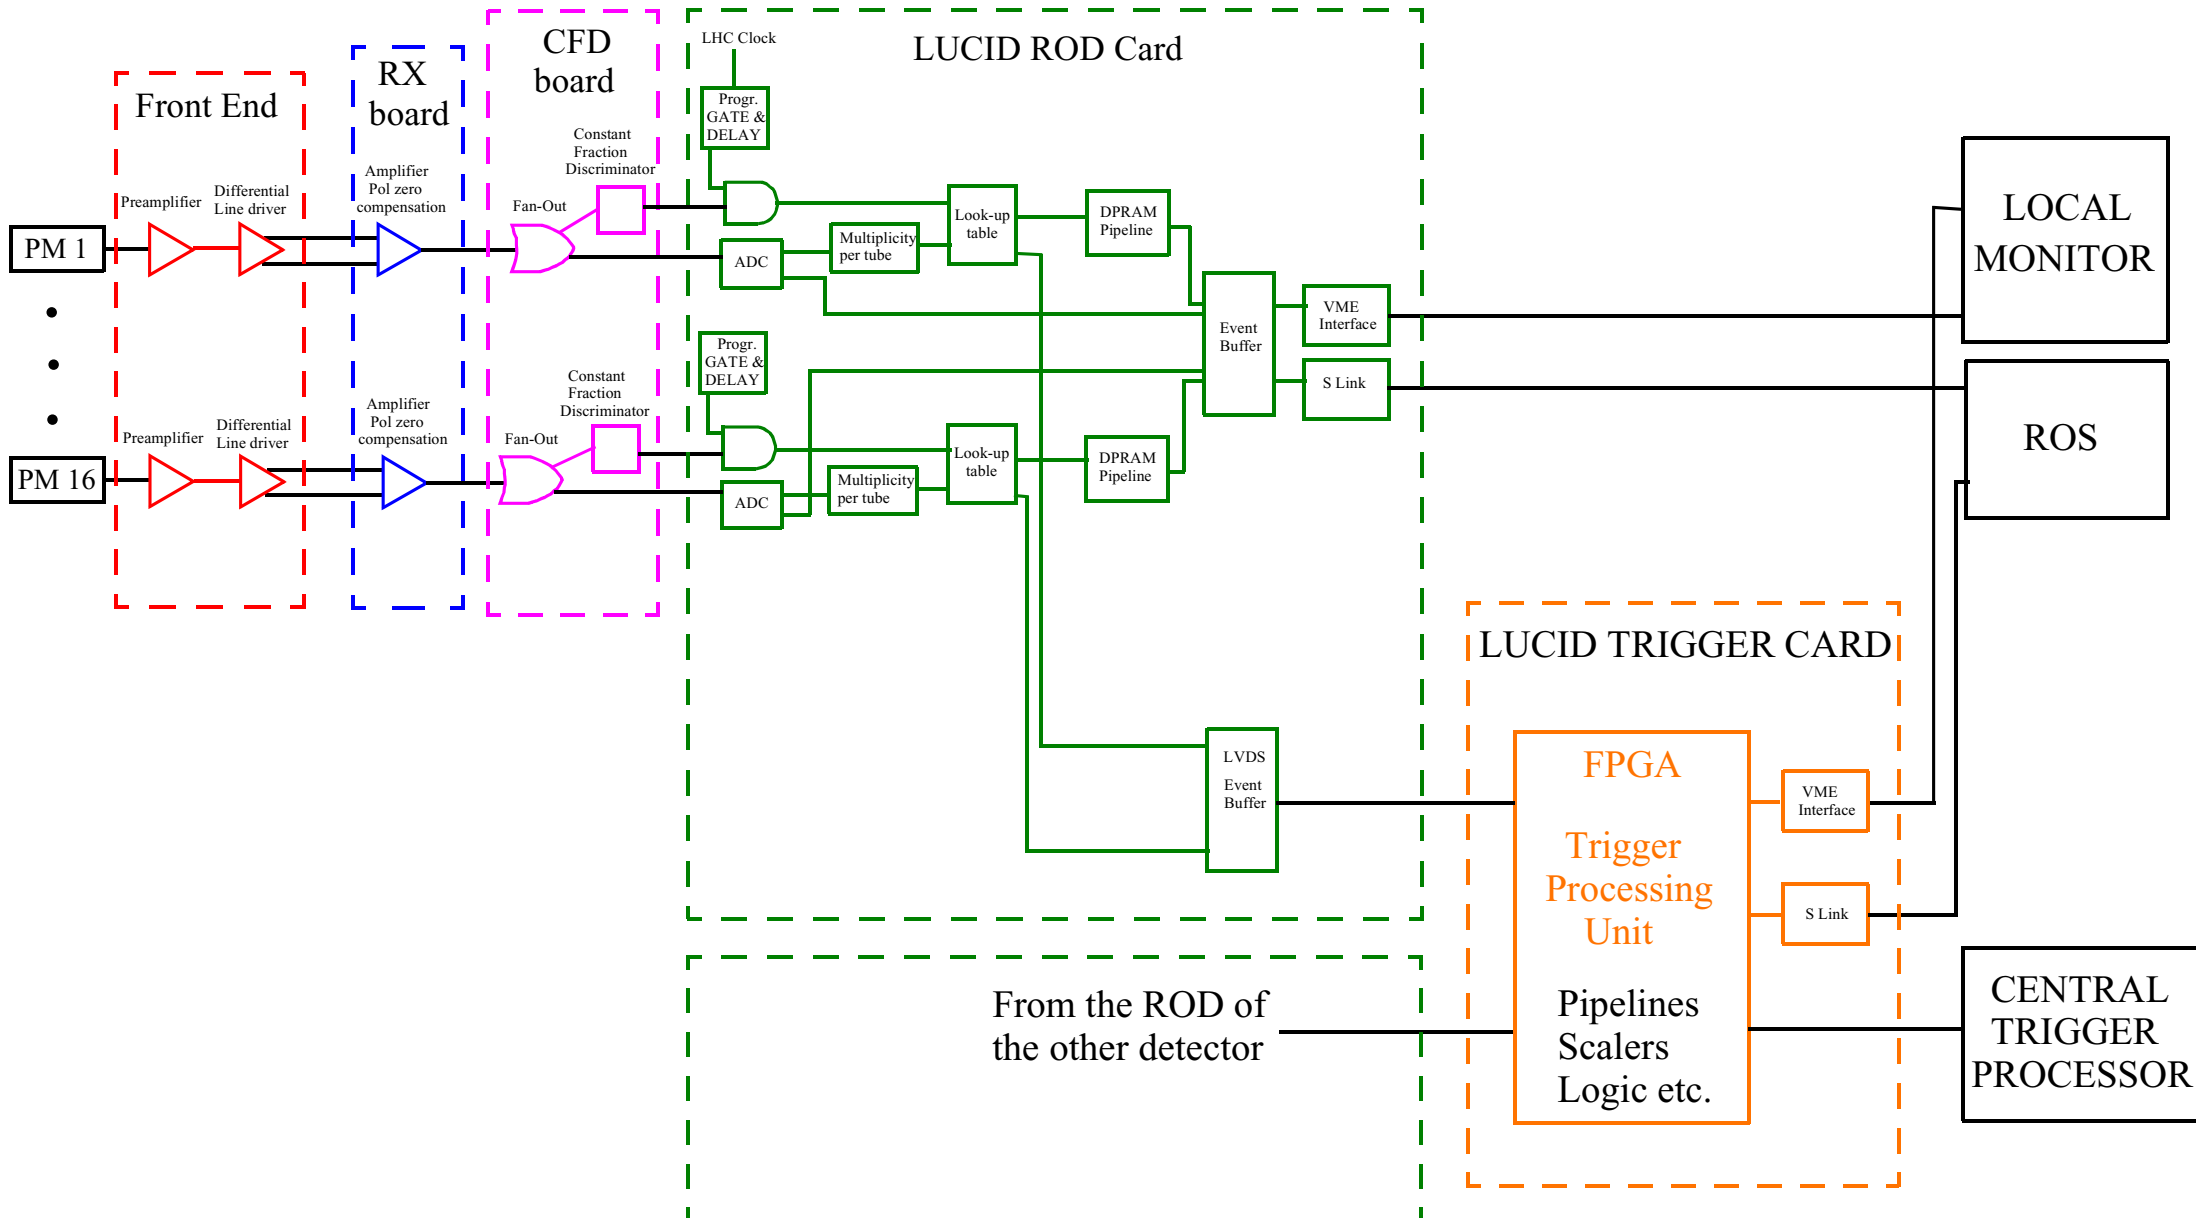 LHC Clock
LUCID ROD Card
CFD
board
RX
board
Front End
Progr.
GATE &
DELAY
Constant
Fraction
Discriminator
Amplifier
Pol zero
compensation
Preamplifier
Differential
Line driver
Fan-Out
PM 1
ADC
Multiplicity
per tube
Look-up
table
DPRAM
Pipeline
Event
Buffer
VME
Interface
S Link
LOCAL
MONITOR
ROS
Progr.
GATE &
DELAY
Constant
Fraction
Discriminator
Amplifier
Pol zero
compensation
Preamplifier
Differential
Line driver
Fan-Out
PM 16
ADC
Multiplicity
per tube
Look-up
table
DPRAM
Pipeline
LVDS
Event
Buffer
LUCID TRIGGER CARD
FPGA
Trigger
Processing
Unit
Pipelines
Scalers
Logic etc.
VME
Interface
S Link
From the ROD of
the other detector
CENTRAL
TRIGGER
PROCESSOR